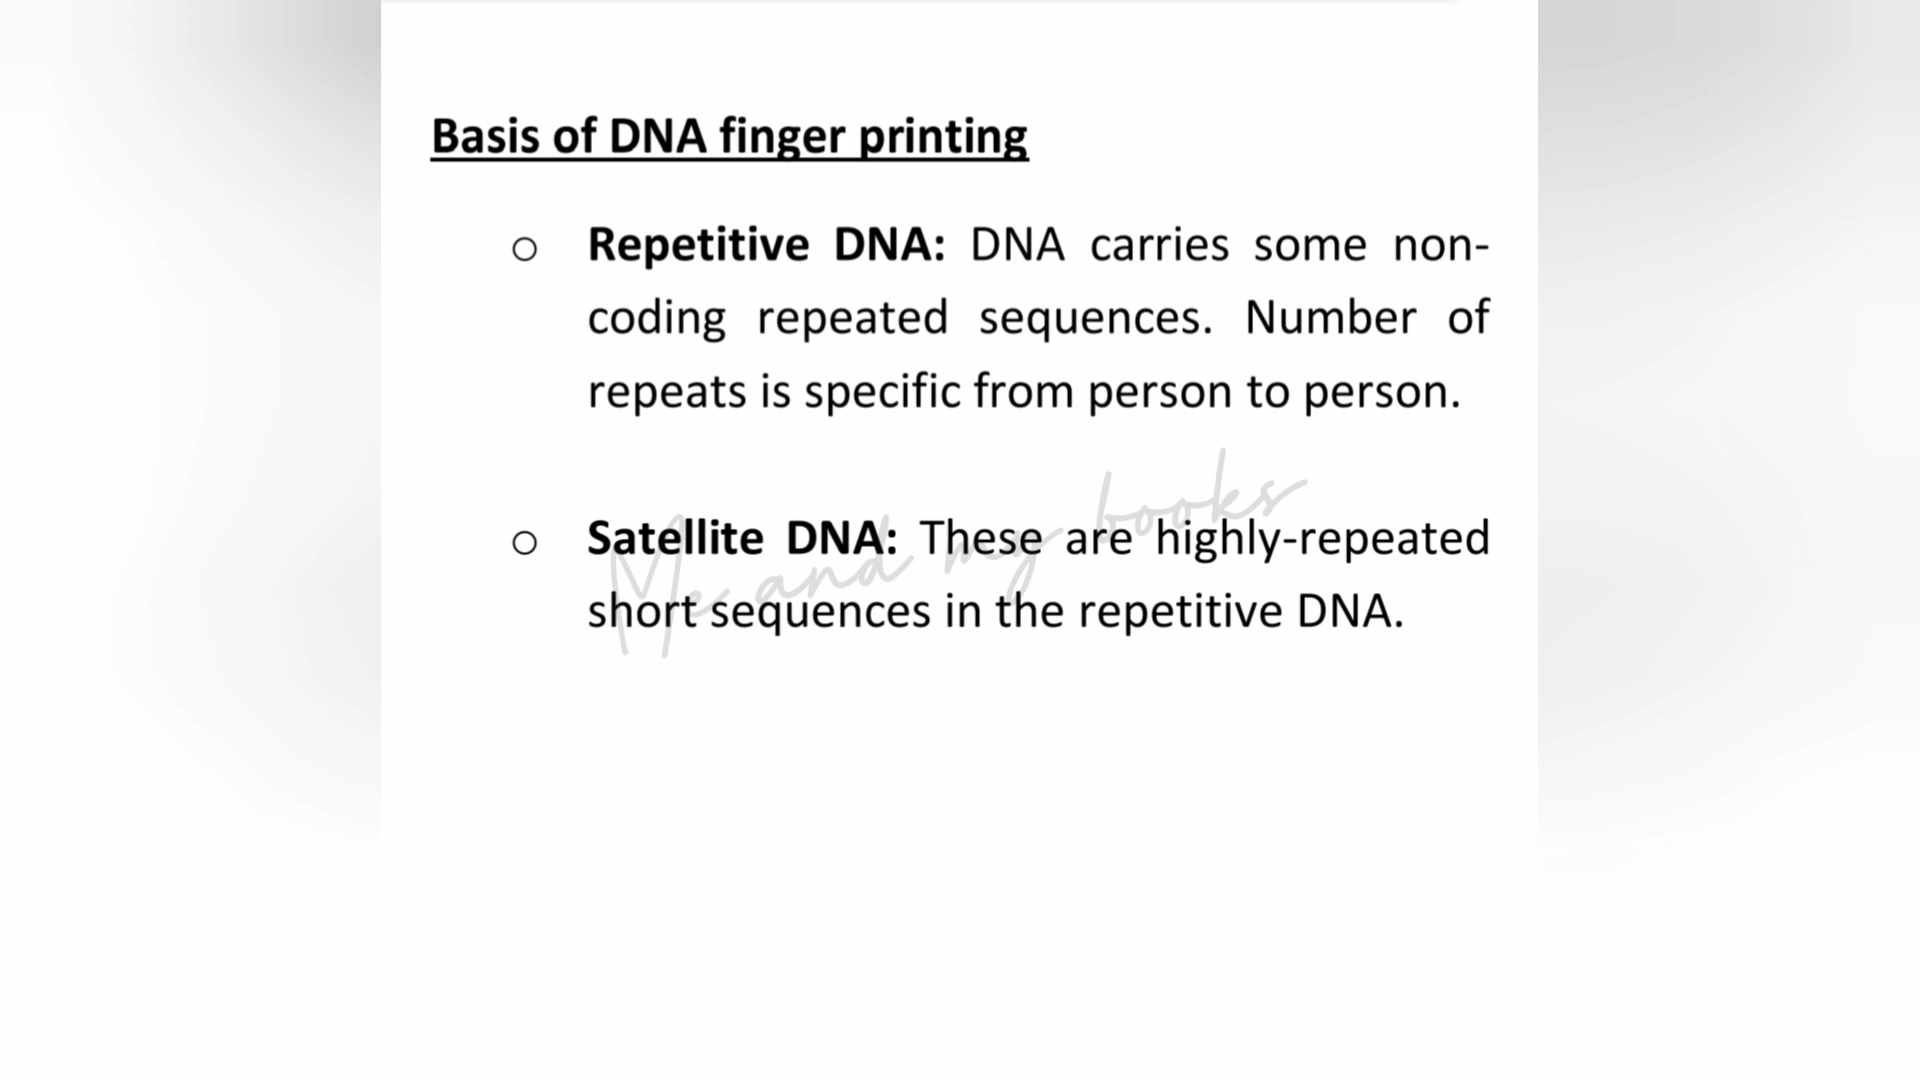 Basis of DNA finger printing
○ Repetitive DNA: DNA carries some non-
coding repeated sequences. Number of
repeats is specific from person to person.
Me and my books
○ Satellite DNA: These are highly-repeated
short sequences in the repetitive DNA.